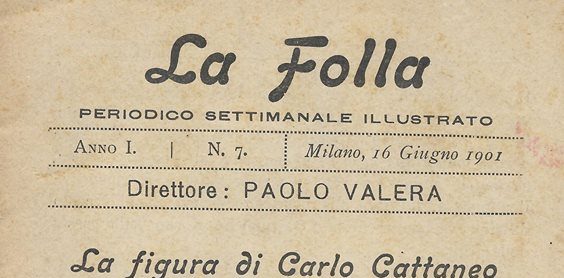 La Folla
PERIODICO SETTIMANALE ILLUSTRATO
ANNO I. | N. 7. Milano, 16 Giugno 1901
Direttore: PAOLO VALERA
La figura di Carlo Cattaneo